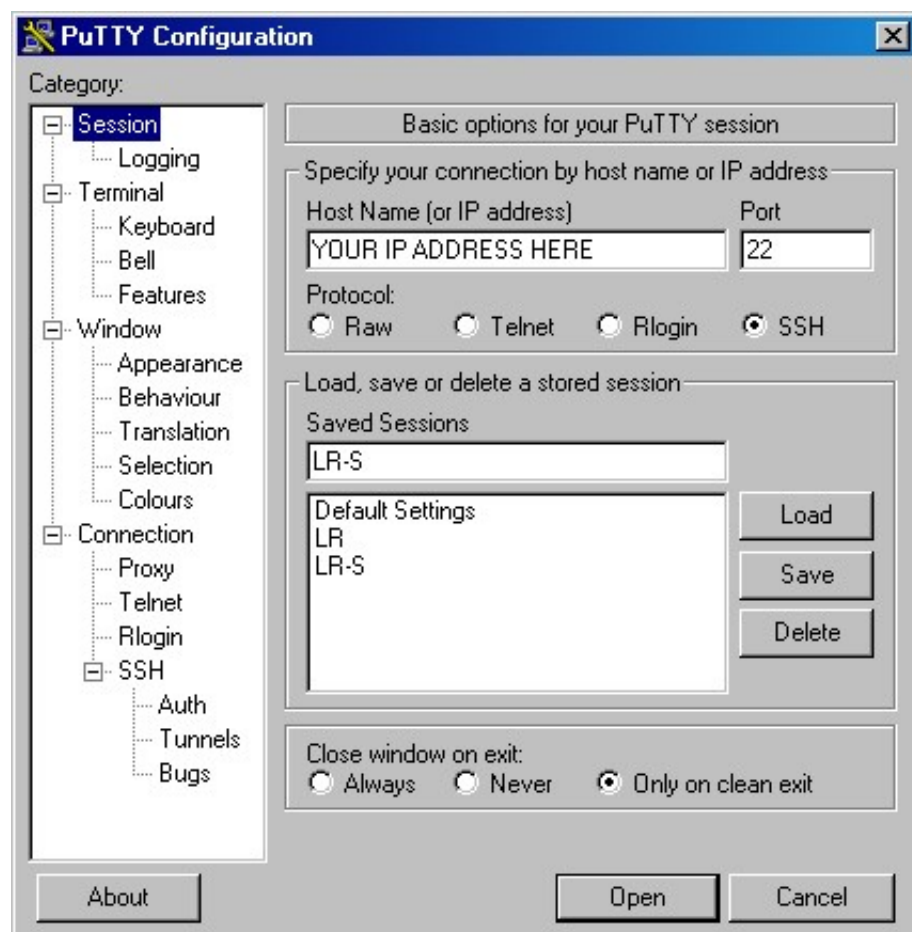 PuTTY Configuration
Category:
Session
Logging
Terminal
Keyboard
Bell
Features
Window
Appearance
Behaviour
Translation
Selection
Colours
Connection
Proxy
Telnet
Rlogin
SSH
Auth
Tunnels
Bugs
Basic options for your PuTTY session
Specify your connection by host name or IP address
Host Name (or IP address) Port
YOUR IP ADDRESS HERE 22
Protocol:
Raw Telnet Rlogin SSH
Load, save or delete a stored session
Saved Sessions
LR-S
Default Settings
LR
LR-S
Load
Save
Delete
Close window on exit:
Always Never Only on clean exit
About Open Cancel